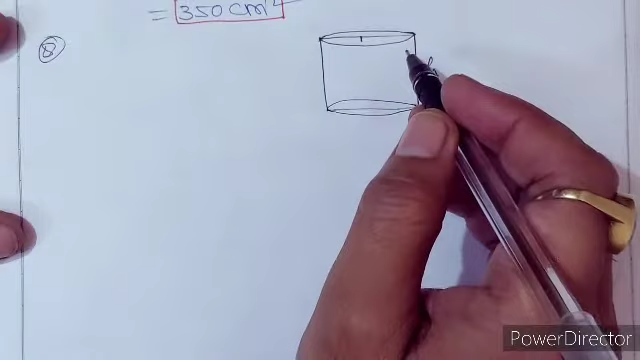 = 350 cm²
⑧
PowerDirector